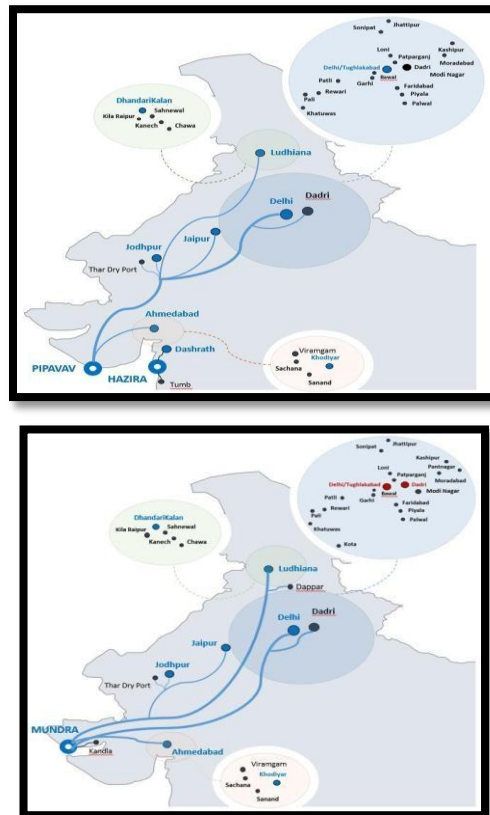 Jhattipur
Sonipat
Kashipur
Loni
Patparganj
Moradabad
Delhi/Tughlakabad
Dadri
Bawal
Modi Nagar
Patli
Garhi
Faridabad
Rewari
Piyala
Pali
Palwal
Khatuwas
DhandariKalan
Sahnewal
Kila Raipur
Kanech
Chawa
Ludhiana
Dadri
Delhi
Jaipur
Jodhpur
Thar Dry Port
Ahmedabad
Dashrath
PIPAVAV
HAZIRA
Tumb
Viramgam
Khodiyar
Sachana
Sanand
Jhattipur
Sonipat
Kashipur
Pantnagar
Loni
Patparganj
Moradabad
Delhi/Tughlakabad
Dadri
Bawal
Modi Nagar
Patli
Garhi
Rewari
Faridabad
Pali
Piyala
Palwal
Khatuwas
Kota
DhandariKalan
Sahnewal
Kila Raipur
Kanech
Chawa
Ludhiana
Dappar
Dadri
Delhi
Jaipur
Jodhpur
Thar Dry Port
MUNDRA
Kandla
Ahmedabad
Viramgam
Khodiyar
Sachana
Sanand